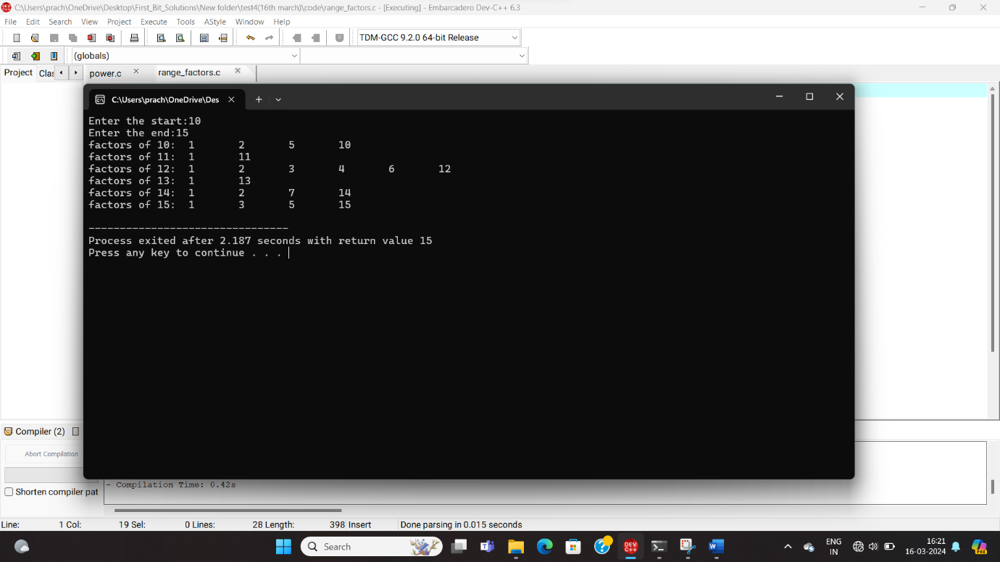 C:\Users\prach\OneDrive\Desktop\First_Bit_Solutions\New folder\test4(16th march)\code\range_factors.c - [Executing] - Embarcadero Dev-C++ 6.3
File Edit Search View Project Execute Tools AStyle Window Help
TDM-GCC 9.2.0 64-bit Release
(globals)
Project Clas power.c range_factors.c
C:\Users\prach\OneDrive\Des
Enter the start:10
Enter the end:15
factors of 10: 1 2 5 10
factors of 11: 1 11
factors of 12: 1 2 3 4 6 12
factors of 13: 1 13
factors of 14: 1 2 7 14
factors of 15: 1 3 5 15
--------------------------------
Process exited after 2.187 seconds with return value 15
Press any key to continue . . .
Compiler (2)
Abort Compilation
- Compilation Time: 0.42s
Shorten compiler pat
Line: 1 Col: 19 Sel: 0 Lines: 28 Length: 398 Insert Done parsing in 0.015 seconds
Search
ENG
IN
16:21
16-03-2024
DEV
C++
PRE